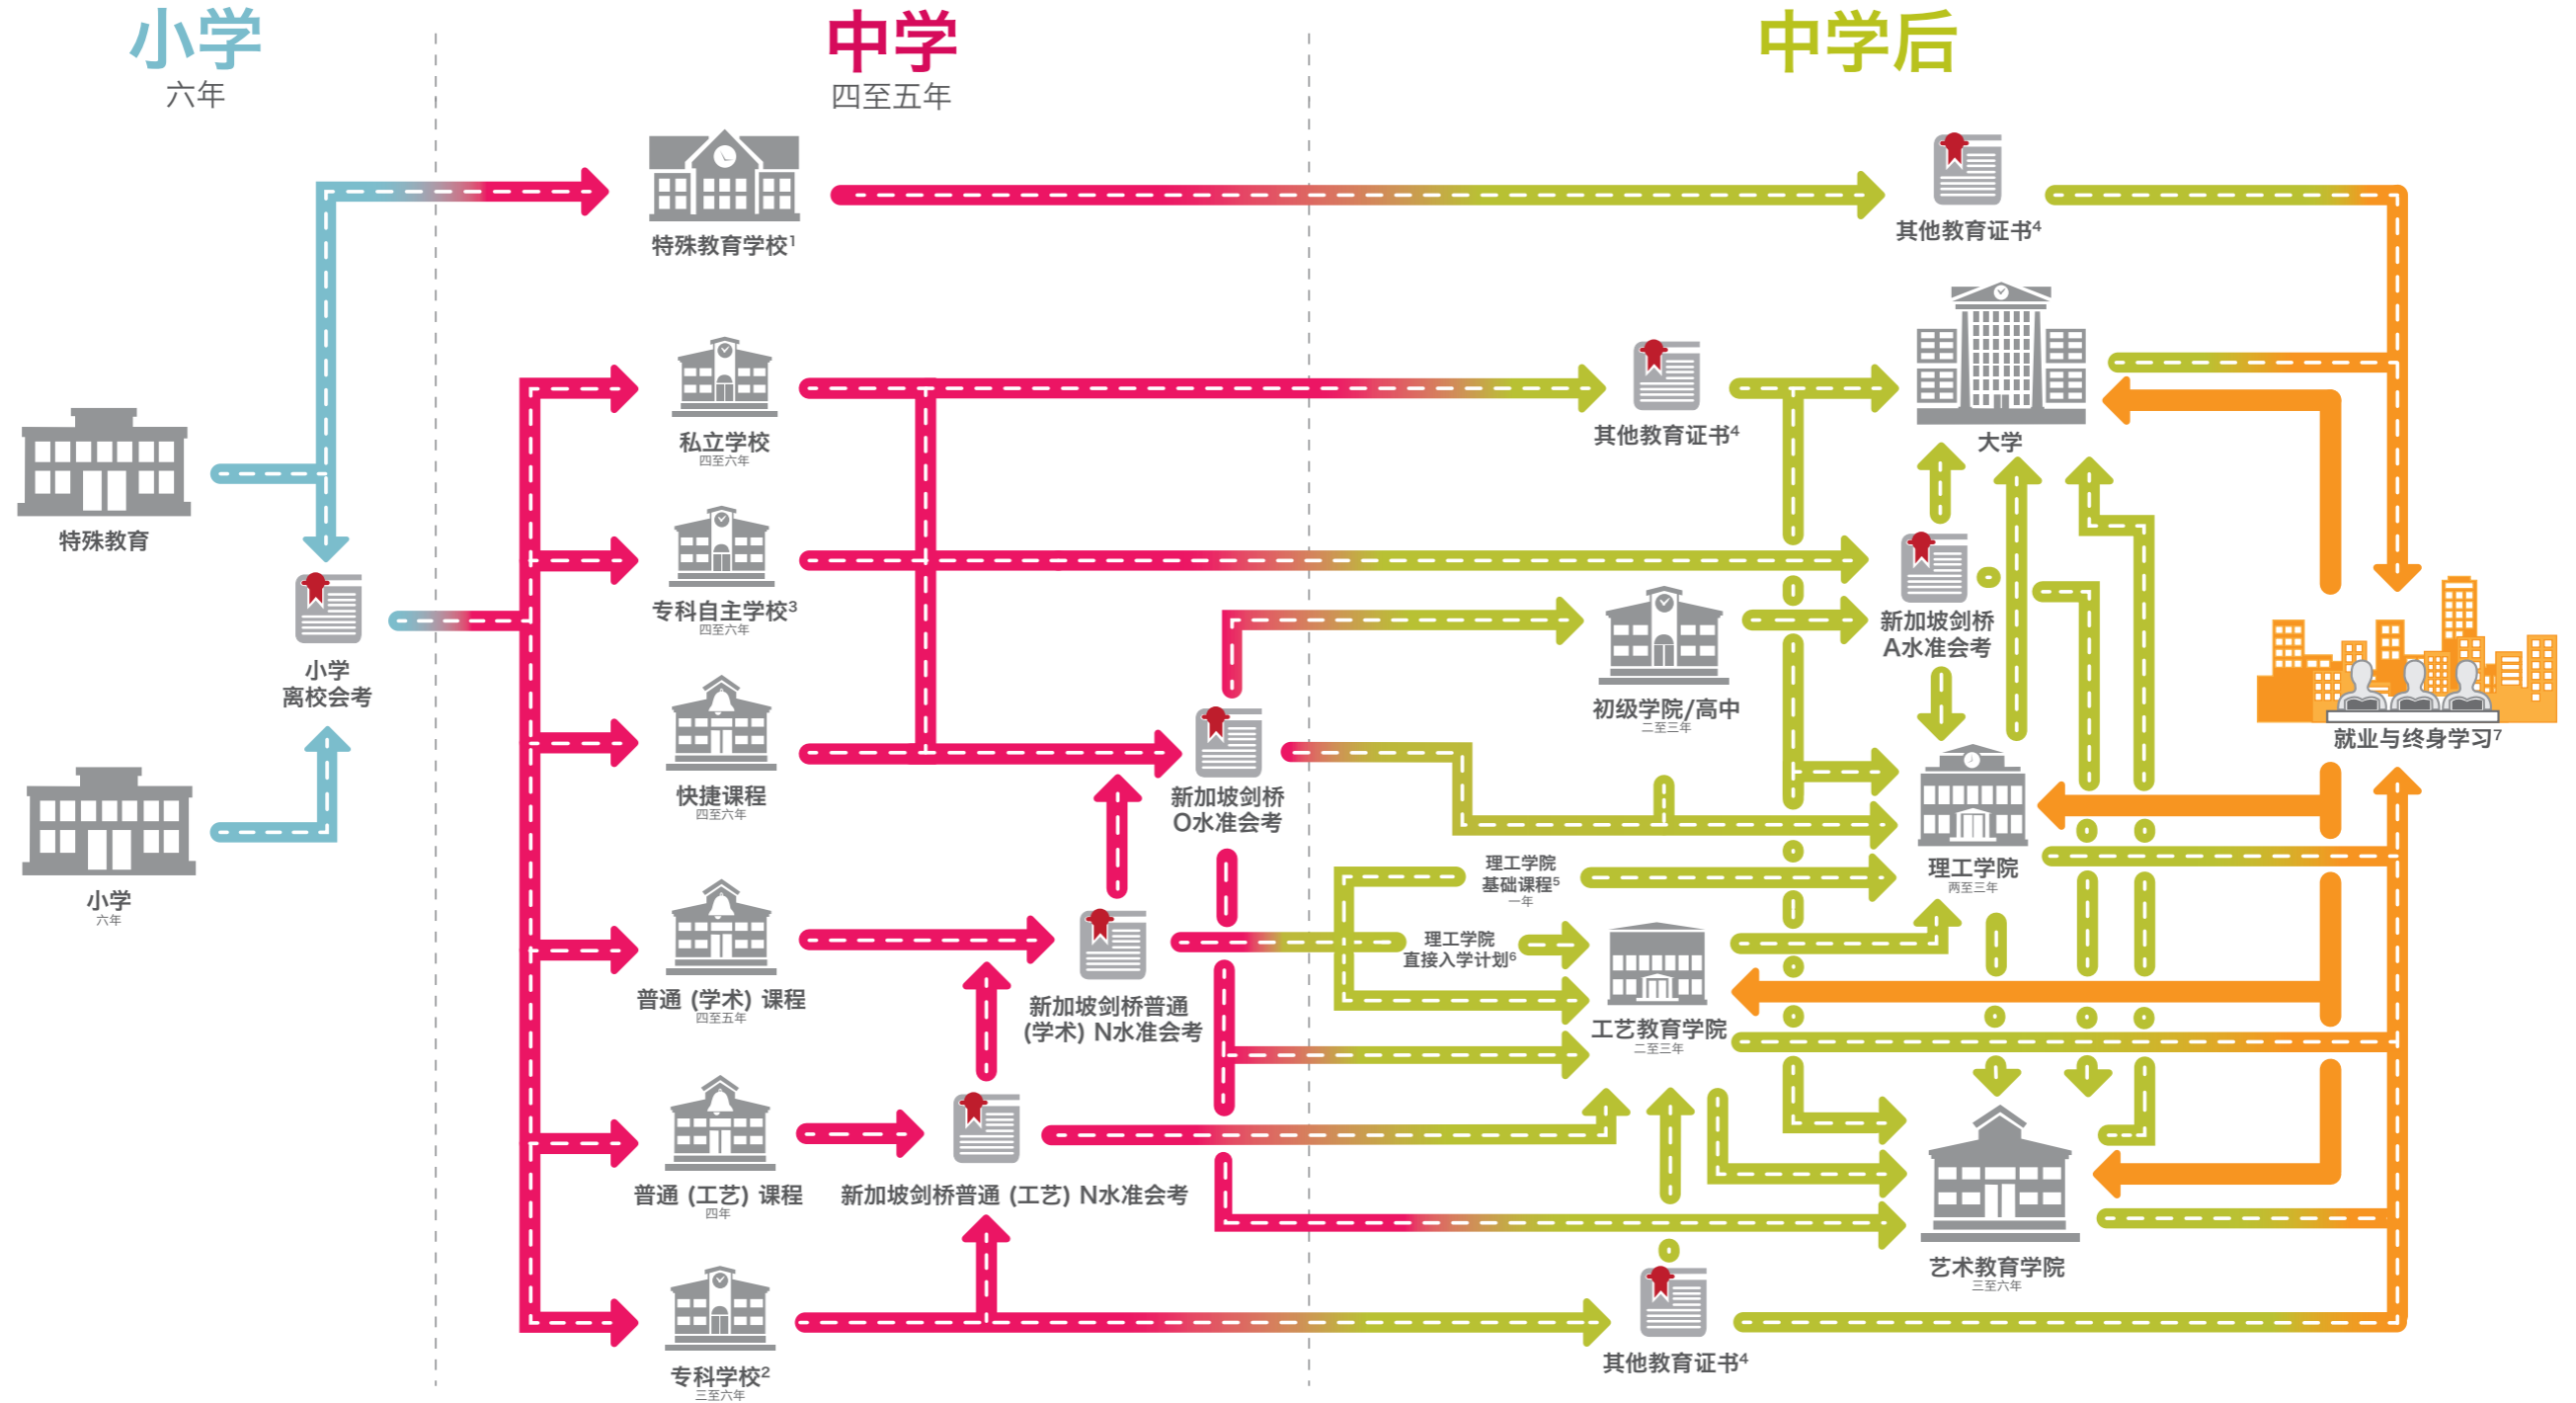 小学
六年
中学
四至五年
中学后
特殊教育学校1
其他教育证书4
私立学校
四至六年
其他教育证书4
大学
特殊教育
专科自主学校3
四至六年
新加坡剑桥
A水准会考
小学
离校会考
初级学院/高中
二至三年
就业与终身学习7
快捷课程
四至六年
新加坡剑桥
O水准会考
理工学院
两至三年
理工学院
基础课程5
一年
小学
六年
理工学院
直接入学计划6
普通 (学术) 课程
四至五年
新加坡剑桥普通
(学术) N水准会考
工艺教育学院
二至三年
普通 (工艺) 课程
四年
新加坡剑桥普通 (工艺) N水准会考
艺术教育学院
三至六年
专科学校2
三至六年
其他教育证书4